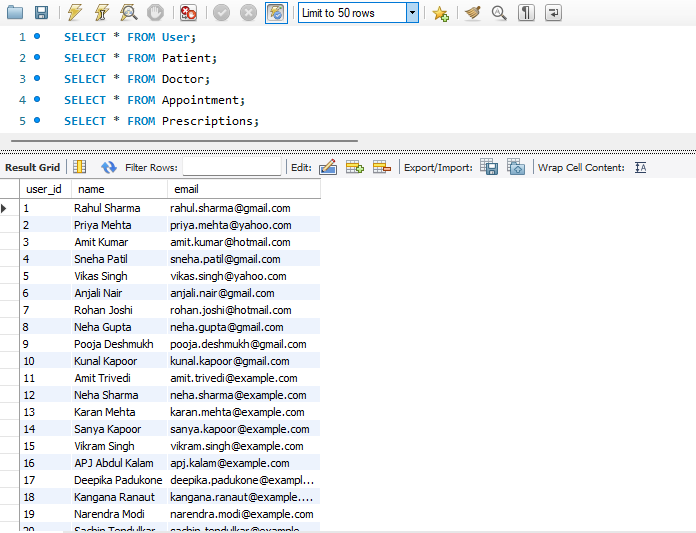 Limit to 50 rows
1 SELECT * FROM User;
2 SELECT * FROM Patient;
3 SELECT * FROM Doctor;
4 SELECT * FROM Appointment;
5 SELECT * FROM Prescriptions;
Result Grid Filter Rows: Edit: Export/Import: Wrap Cell Content: IA
user_id name email
1 Rahul Sharma rahul.sharma@gmail.com
2 Priya Mehta priya.mehta@yahoo.com
3 Amit Kumar amit.kumar@hotmail.com
4 Sneha Patil sneha.patil@gmail.com
5 Vikas Singh vikas.singh@yahoo.com
6 Anjali Nair anjali.nair@gmail.com
7 Rohan Joshi rohan.joshi@hotmail.com
8 Neha Gupta neha.gupta@gmail.com
9 Pooja Deshmukh pooja.deshmukh@gmail.com
10 Kunal Kapoor kunal.kapoor@gmail.com
11 Amit Trivedi amit.trivedi@example.com
12 Neha Sharma neha.sharma@example.com
13 Karan Mehta karan.mehta@example.com
14 Sanya Kapoor sanya.kapoor@example.com
15 Vikram Singh vikram.singh@example.com
16 APJ Abdul Kalam apj.kalam@example.com
17 Deepika Padukone deepika.padukone@exampl...
18 Kangana Ranaut kangana.ranaut@example....
19 Narendra Modi narendra.modi@example.com
20 Sachin Tendulkar sachin.tendulkar@example